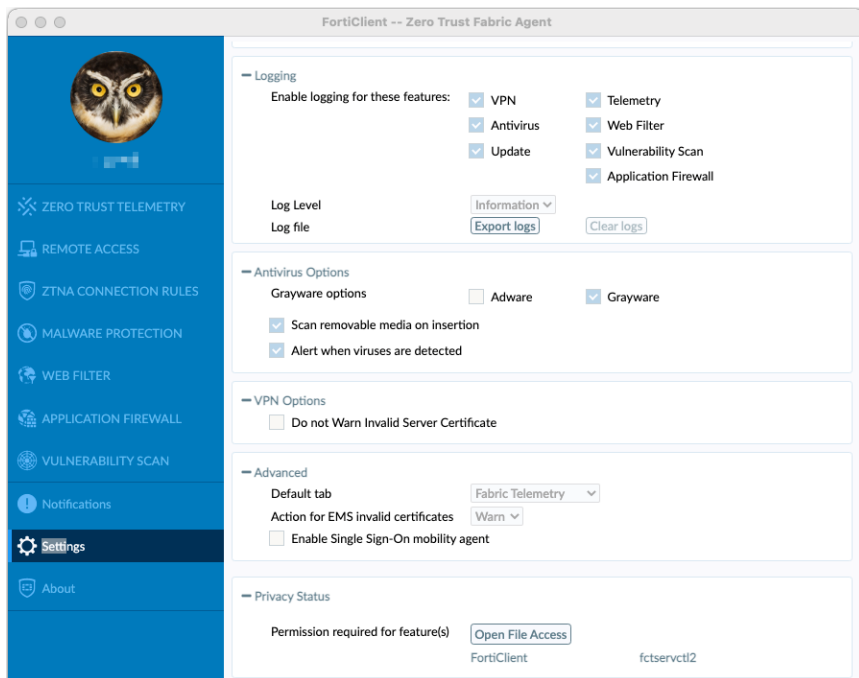 FortiClient -- Zero Trust Fabric Agent
ZERO TRUST TELEMETRY
REMOTE ACCESS
ZTNA CONNECTION RULES
MALWARE PROTECTION
WEB FILTER
APPLICATION FIREWALL
VULNERABILITY SCAN
Notifications
Settings
About
Logging
Enable logging for these features: VPN Telemetry
Antivirus Web Filter
Update Vulnerability Scan
Application Firewall
Log Level Information
Log file Export logs Clear logs
Antivirus Options
Grayware options Adware Grayware
Scan removable media on insertion
Alert when viruses are detected
VPN Options
Do not Warn Invalid Server Certificate
Advanced
Default tab Fabric Telemetry
Action for EMS invalid certificates Warn
Enable Single Sign-On mobility agent
Privacy Status
Permission required for feature(s) Open File Access
FortiClient fctservctl2